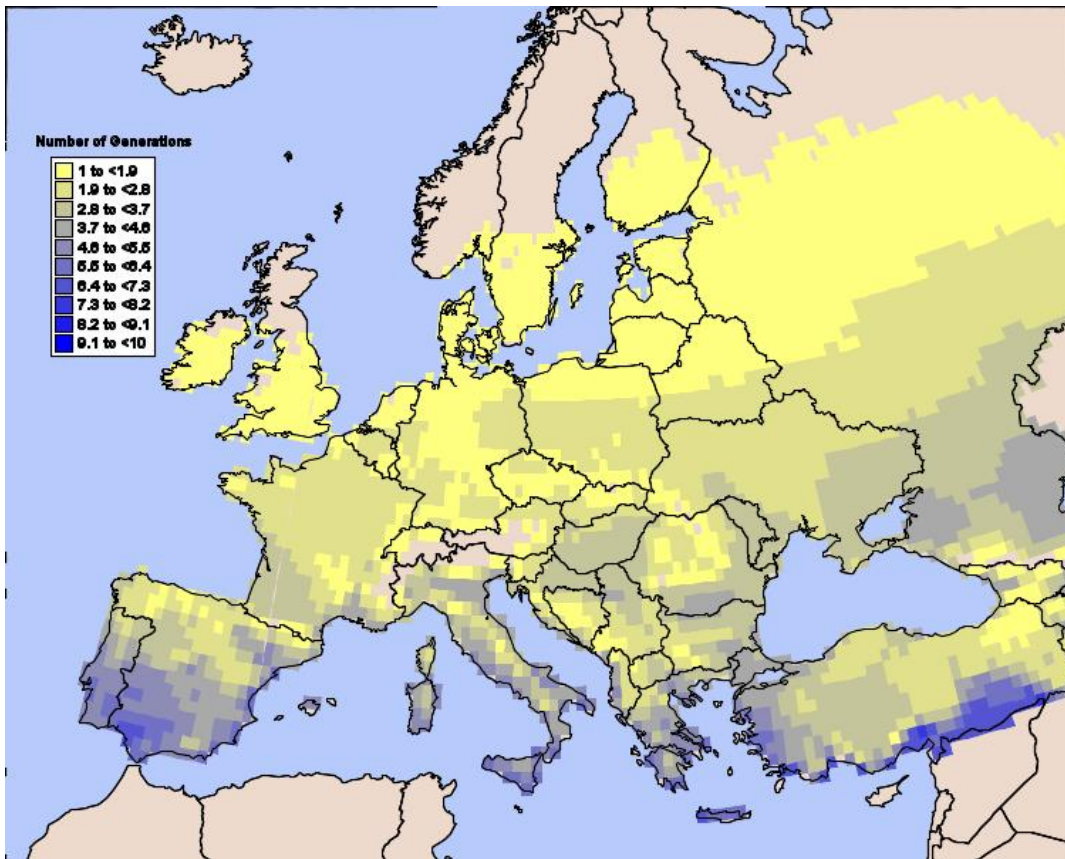 Number of Generations
1 to <1.9
1.9 to <2.8
2.8 to <3.7
3.7 to <4.6
4.6 to <5.5
5.5 to <6.4
6.4 to <7.3
7.3 to <8.2
8.2 to <9.1
9.1 to <10